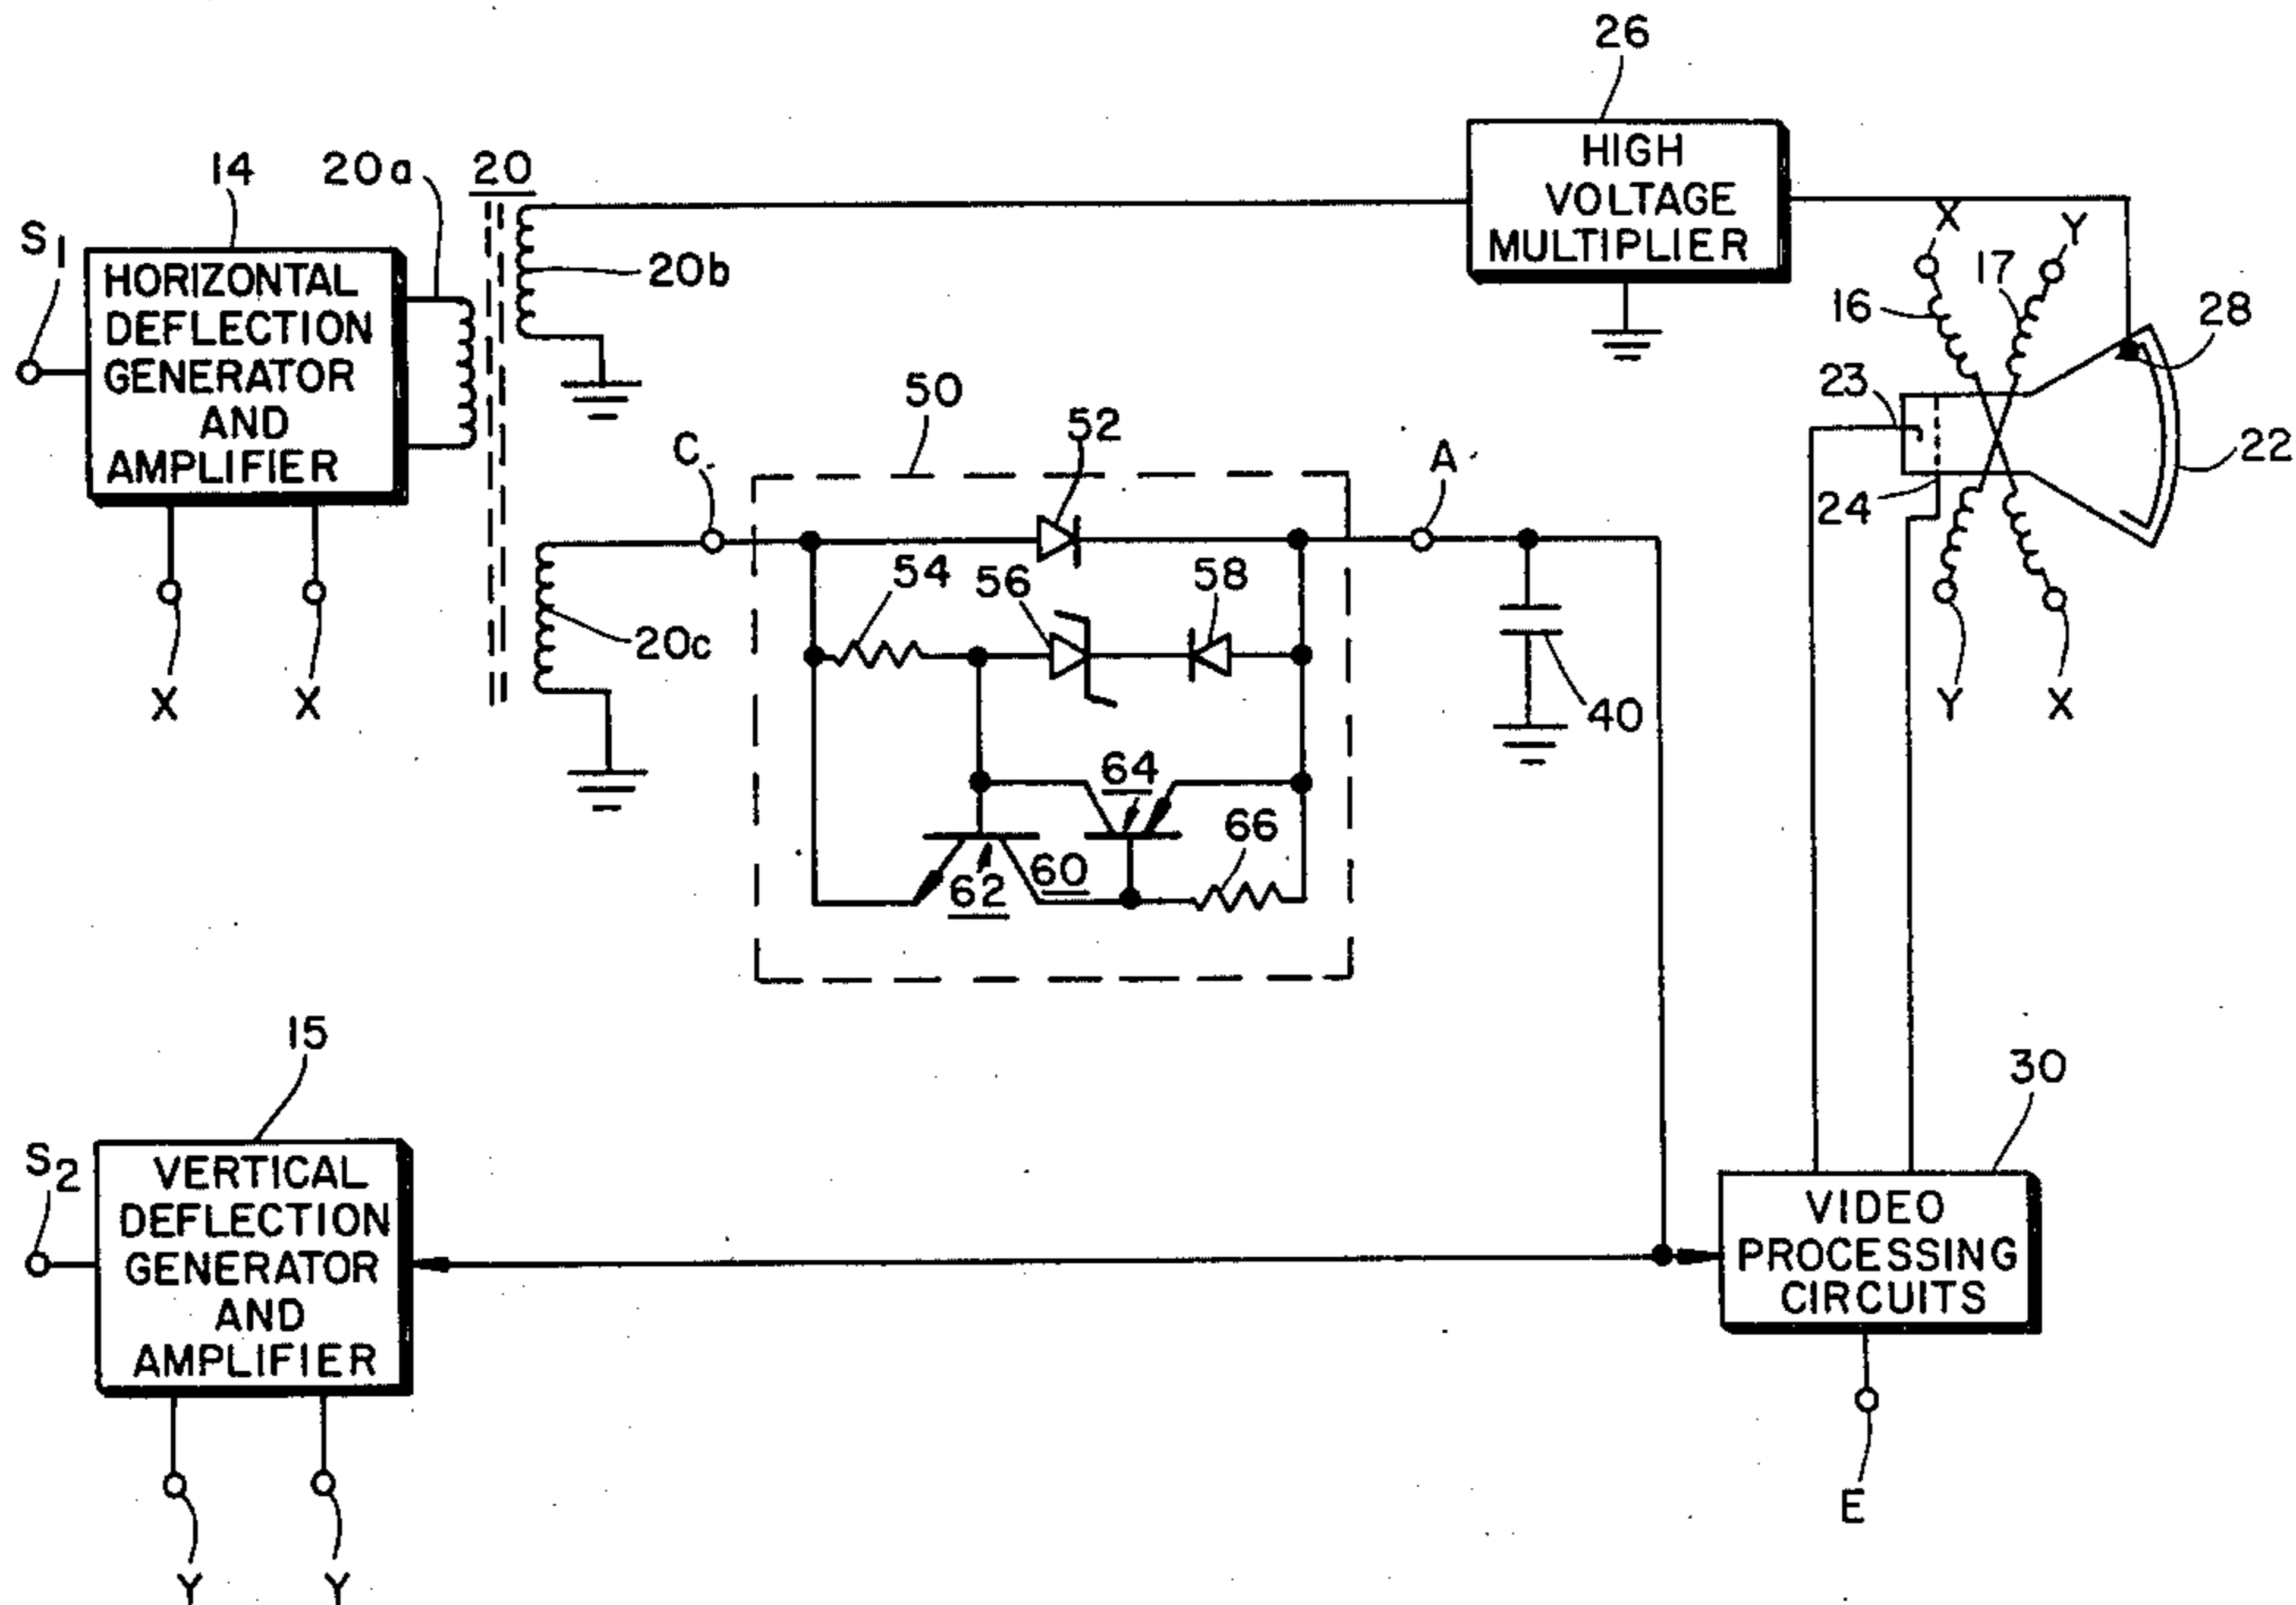 26
HIGH
VOLTAGE
MULTIPLIER
14
20a
20
S1
HORIZONTAL
DEFLECTION
GENERATOR
AND
AMPLIFIER
20b
X
Y
17
16
28
23
22
24
50
52
C
A
54
56
58
20c
40
X
X
Y
X
64
66
60
62
15
30
S2
VERTICAL
DEFLECTION
GENERATOR
AND
AMPLIFIER
VIDEO
PROCESSING
CIRCUITS
E
Y
Y